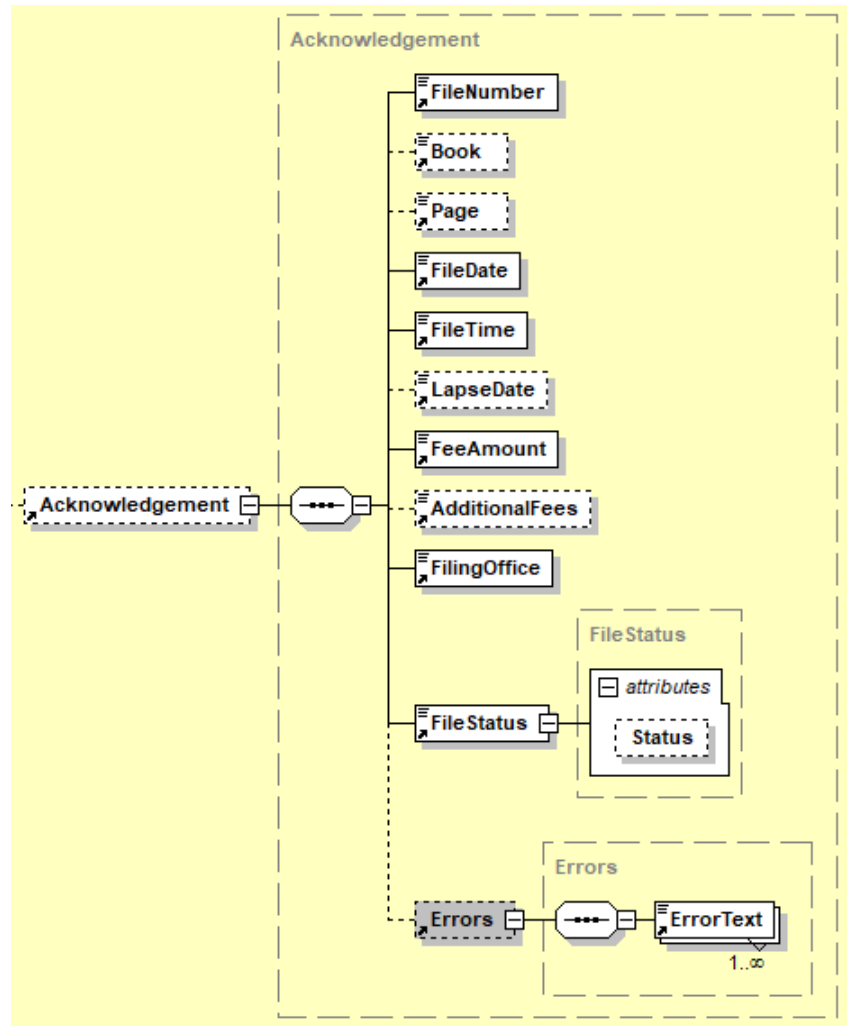 Acknowledgement
FileNumber
Book
Page
FileDate
FileTime
LapseDate
FeeAmount
Acknowledgement
AdditionalFees
FilingOffice
FileStatus
attributes
FileStatus
Status
Errors
Errors
ErrorText
1..∞